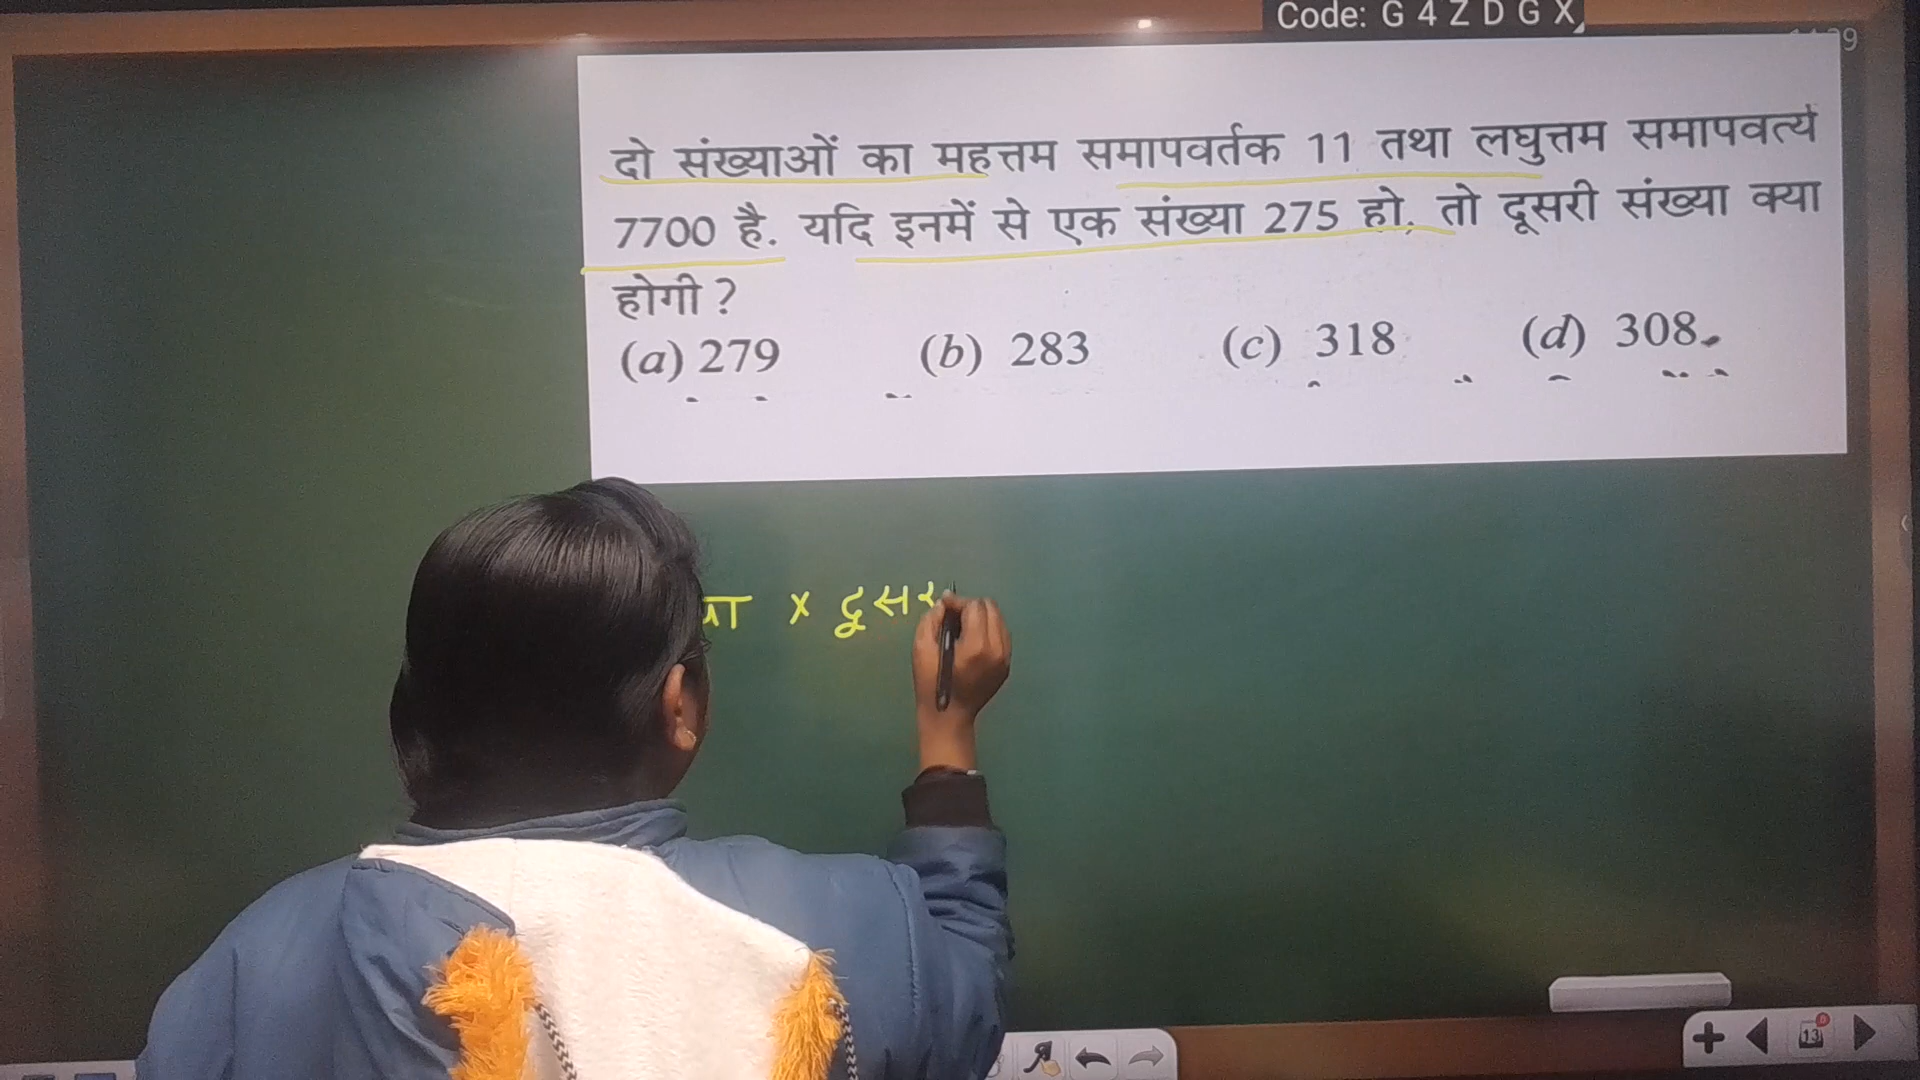 Code: G 4 Z D G X
दो संख्याओं का महत्तम समापवर्तक 11 तथा लघुत्तम समापवर्त्य
7700 है. यदि इनमें से एक संख्या 275 हो, तो दूसरी संख्या क्या
होगी ?
(a) 279 (b) 283 (c) 318 (d) 308
×
13